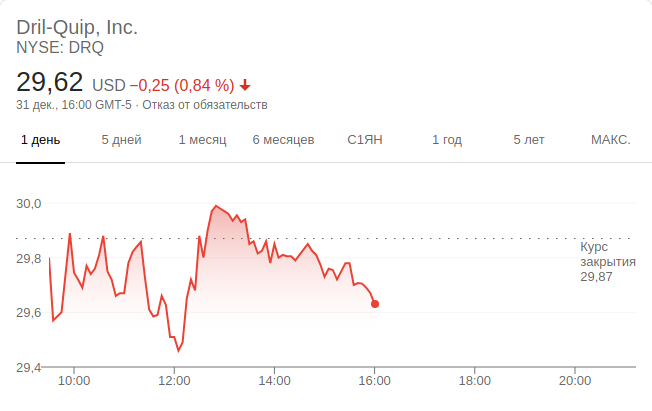 Dril-Quip, Inc.
NYSE: DRQ
29,62 USD −0,25 (0,84 %)
31 дек., 16:00 GMT-5 · Отказ от обязательств
1 день 5 дней 1 месяц 6 месяцев С1ЯН 1 год 5 лет МАКС.
30,0
29,8
29,6
29,4
Курс
закрытия
29,87
10:00 12:00 14:00 16:00 18:00 20:00